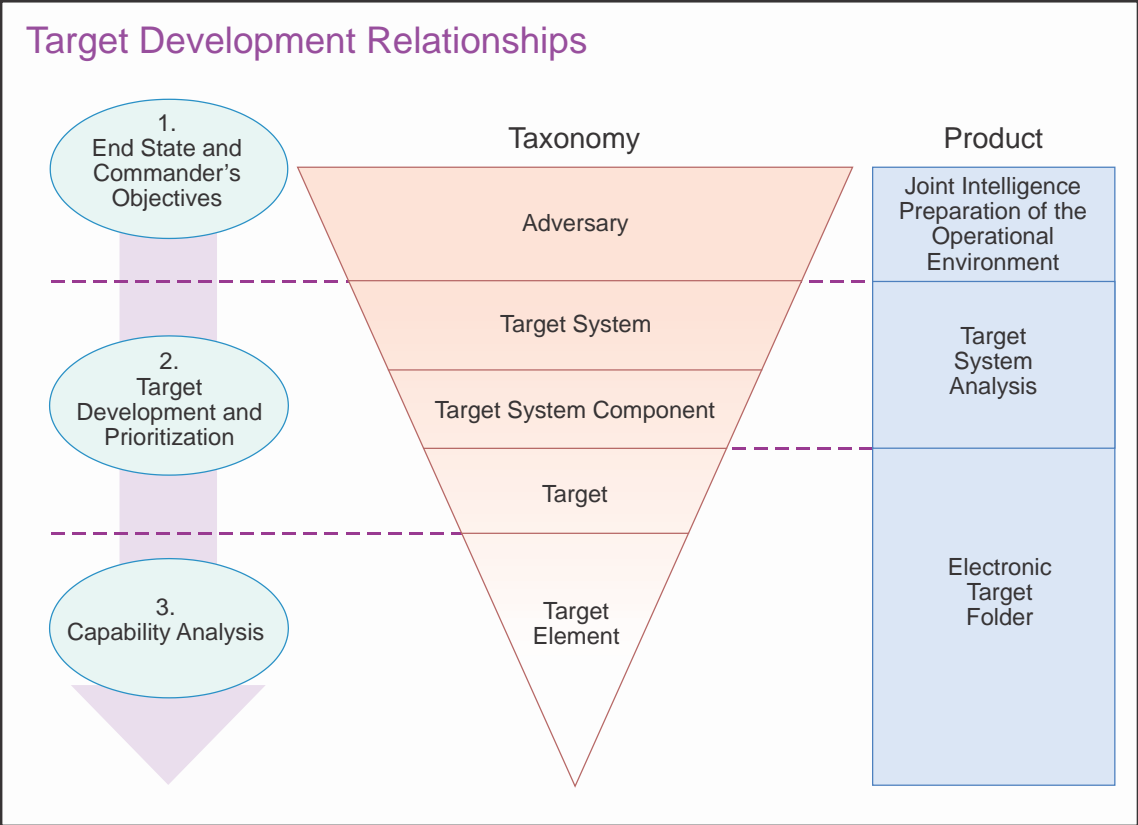 Target Development Relationships
1.
End State and
Commander's
Objectives
2.
Target
Development and
Prioritization
3.
Capability Analysis
Taxonomy
Adversary
Target System
Target System Component
Target
Target
Element
Product
Joint Intelligence
Preparation of the
Operational
Environment
Target
System
Analysis
Electronic
Target
Folder